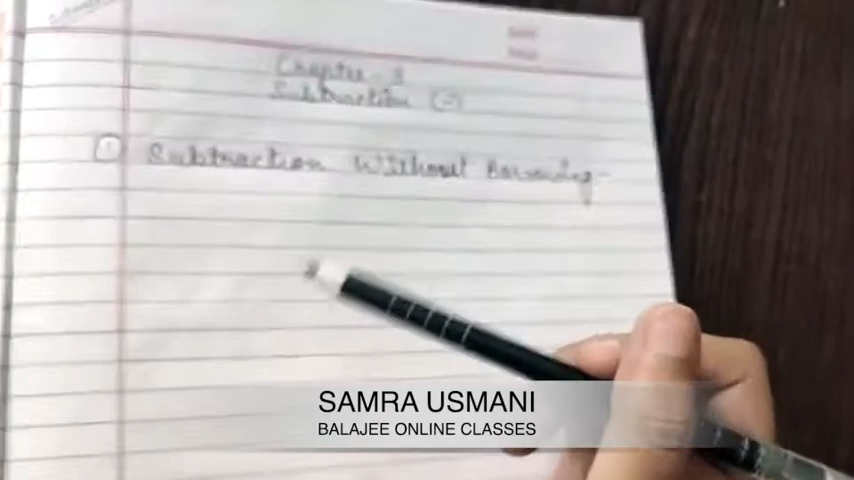 Chapter - 3
Subtraction (-)
① Subtraction Without Borrowing -
SAMRA USMANI
BALAJEE ONLINE CLASSES